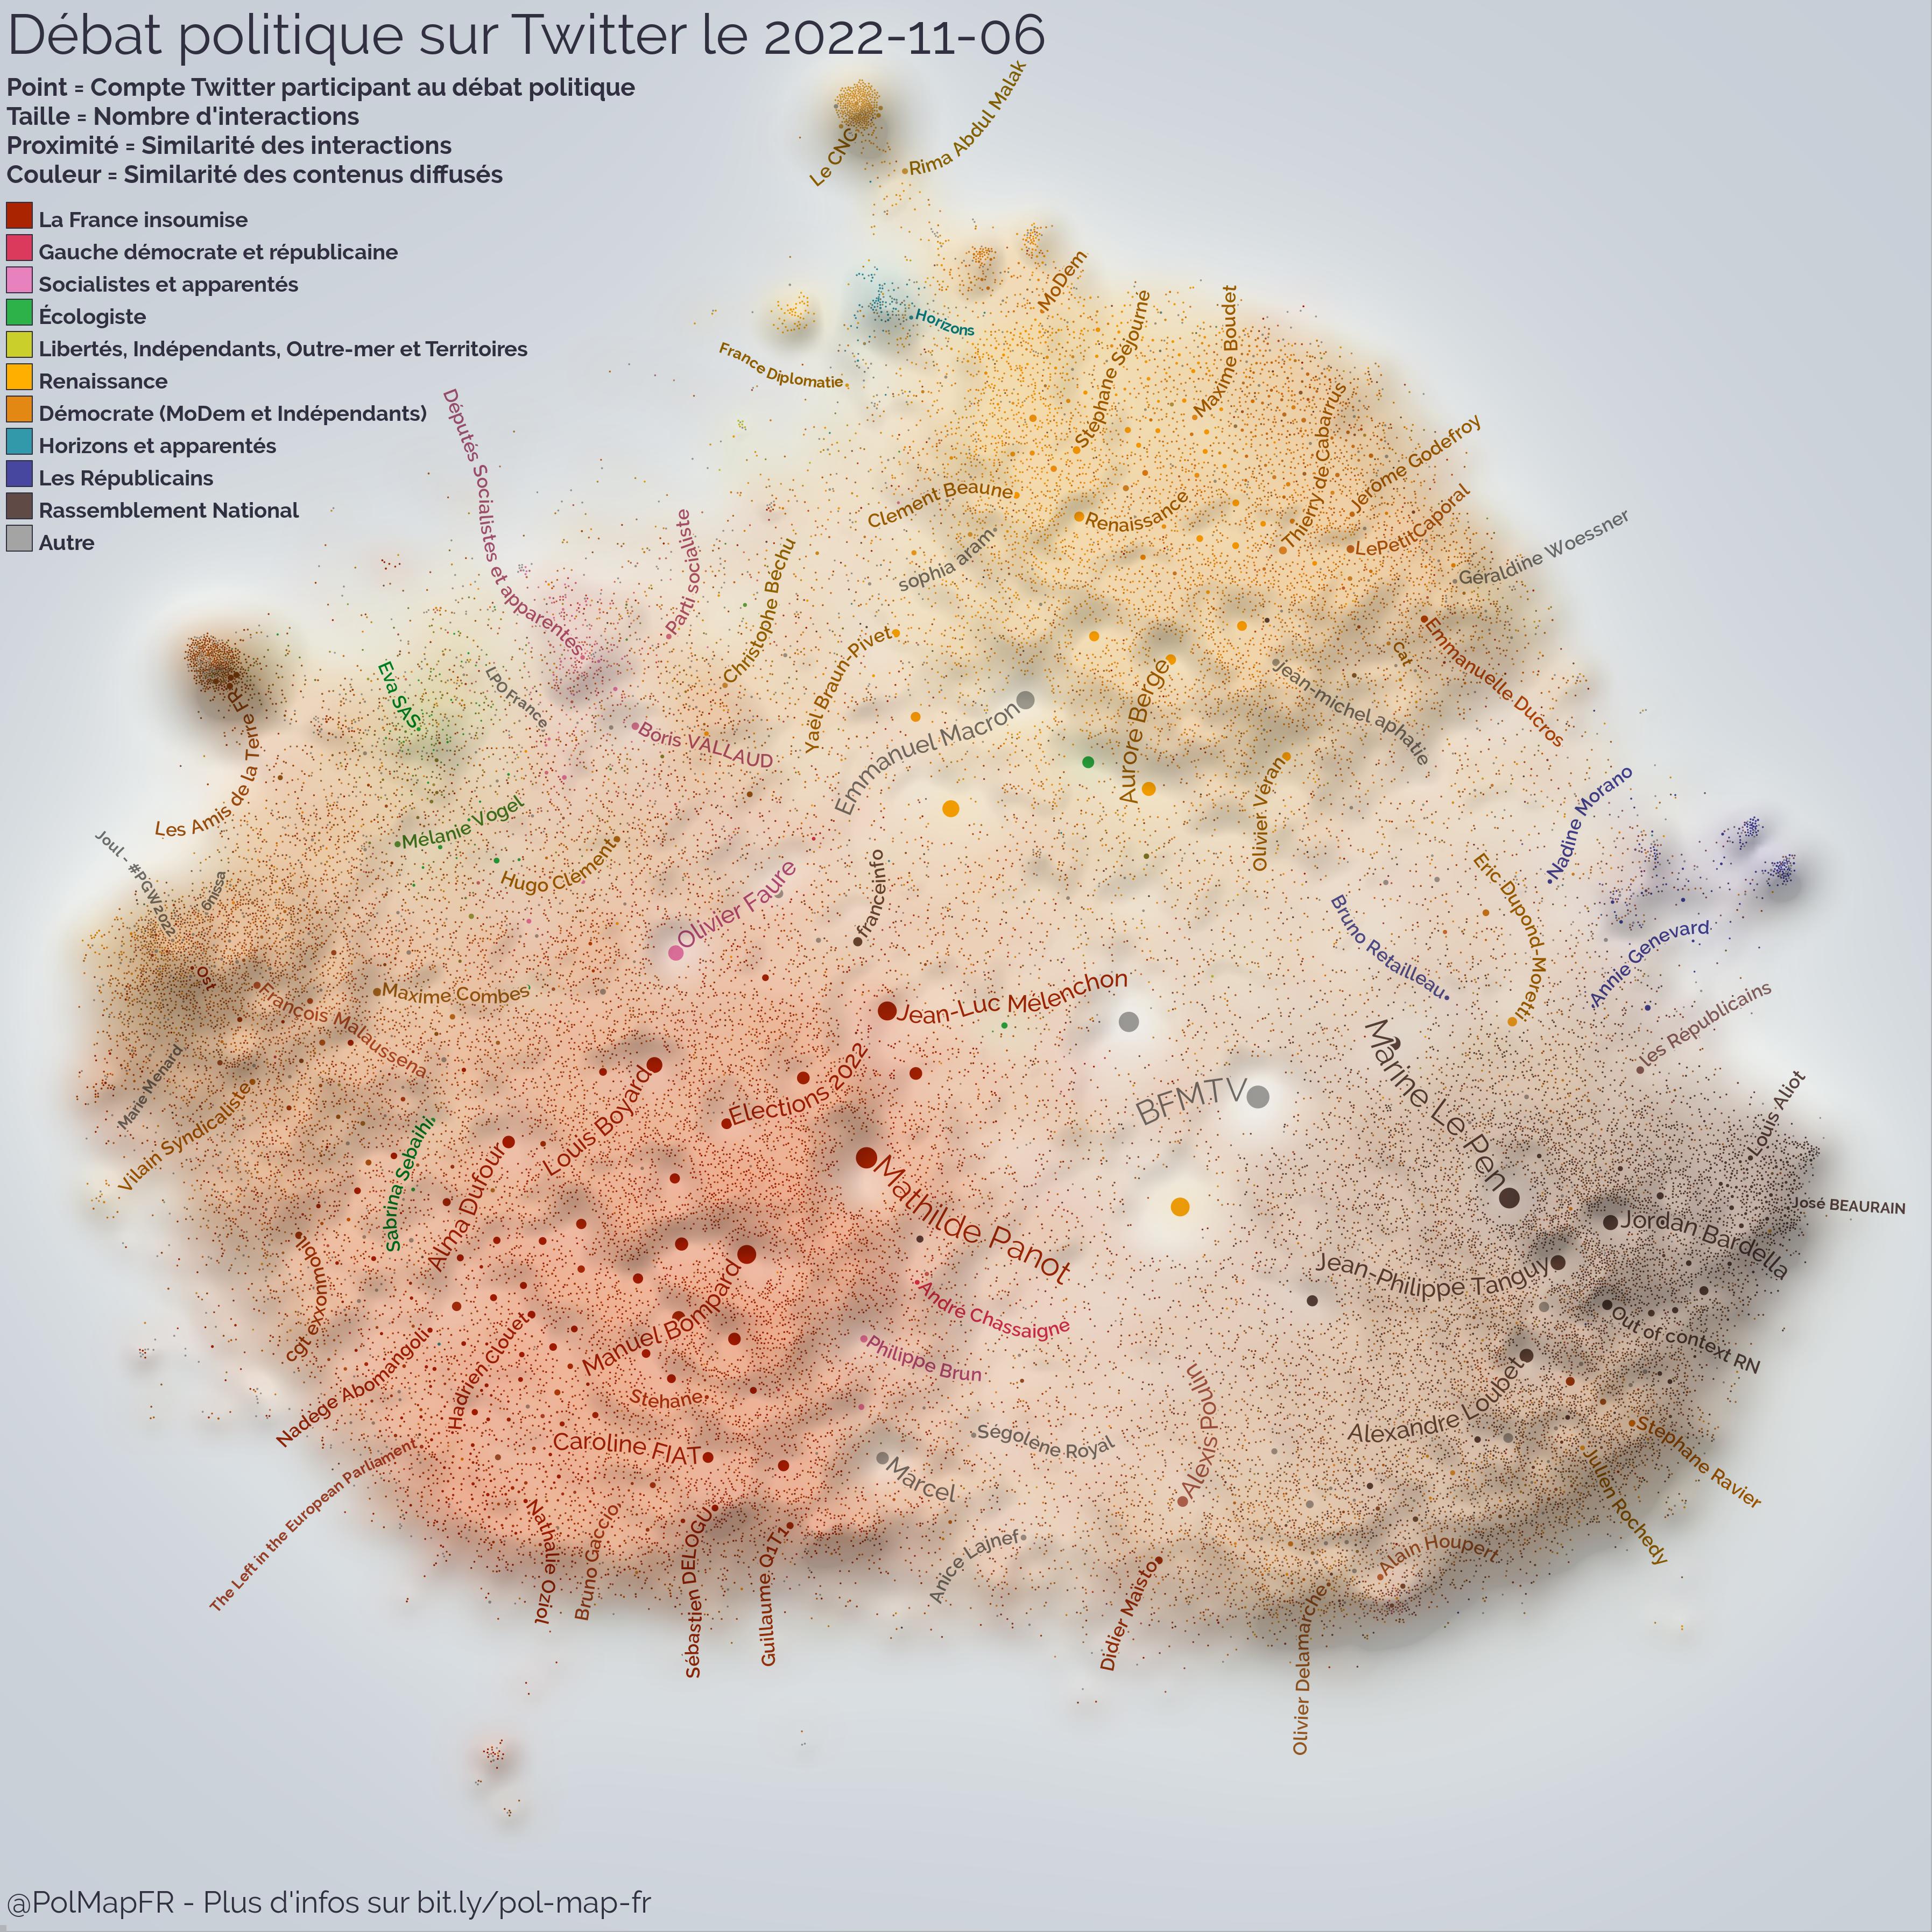 Débat politique sur Twitter le 2022-11-06
Point = Compte Twitter participant au débat politique
Taille = Nombre d'interactions
Proximité = Similarité des interactions
Couleur = Similarité des contenus diffusés
La France insoumise
Gauche démocrate et républicaine
Socialistes et apparentés
Écologiste
Libertés, Indépendants, Outre-mer et Territoires
Renaissance
Démocrate (MoDem et Indépendants)
Horizons et apparentés
Les Républicains
Rassemblement National
Autre
Le CNC
Rima Abdul Malak
MoDem
Horizons
France Diplomatie
Stéphane Séjourné
Maxime Boudet
Thierry de Cabarrus
Jérôme Godefroy
LePetitCaporal
Géraldine Woessner
Clement Beaune
Renaissance
sophia aram
Députés Socialistes et apparentés
Parti socialiste
Christophe Béchu
Yaël Braun-Pivet
Emmanuelle Ducros
Cat
Jean-michel aphatie
Aurore Bergé
Emmanuel Macron
Olivier Véran
Eva SAS
LPO France
Boris VALLAUD
Les Amis de la Terre FR
Mélanie Vogel
Hugo Clément
Joul - #PGW2022
6nissa
Olivier Faure
franceinfo
Nadine Morano
Eric Dupond-Moretti
Bruno Retailleau
Annie Genevard
Les Républicains
Ost
François Malaussena
Maxime Combes
Jean-Luc Mélenchon
Marine Le Pen
Marie Menard
Vilain Syndicaliste
Louis Boyard
Élections 2022
BFMTV
Louis Aliot
José BEAURAIN
Sabrina Sebaihi
Alma Dufour
Mathilde Panot
Jordan Bardella
Jean-Philippe Tanguy
Out of context RN
cgt exxonmobil
Manuel Bompard
André Chassaigne
Philippe Brun
Nadège Abomangoli
Hadrien Clouet
Stéhane
Alexis Poulin
Alexandre Loubet
Stéphane Ravier
Julien Rochedy
Caroline FIAT
Marcel
Ségolène Royal
The Left in the European Parliament
Nathalie Oziol
Bruno Gaccio
Sébastien DELOGU
Guillaume Q1T1
Anice Lajnef
Didier Maisto
Alain Houpert
Olivier Delamarche
@PolMapFR - Plus d'infos sur bit.ly/pol-map-fr